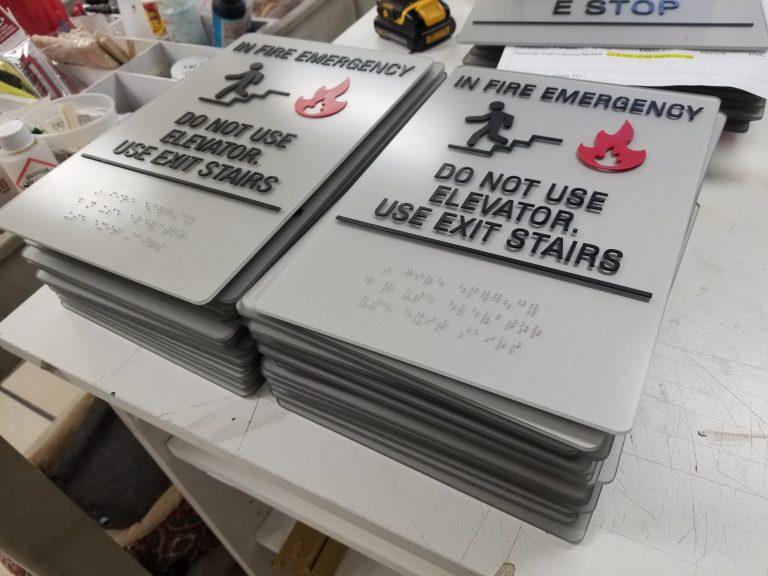 IN FIRE EMERGENCY
DO NOT USE
ELEVATOR.
USE EXIT STAIRS
IN FIRE EMERGENCY
DO NOT USE
ELEVATOR.
USE EXIT STAIRS
E STOP
DEWALT